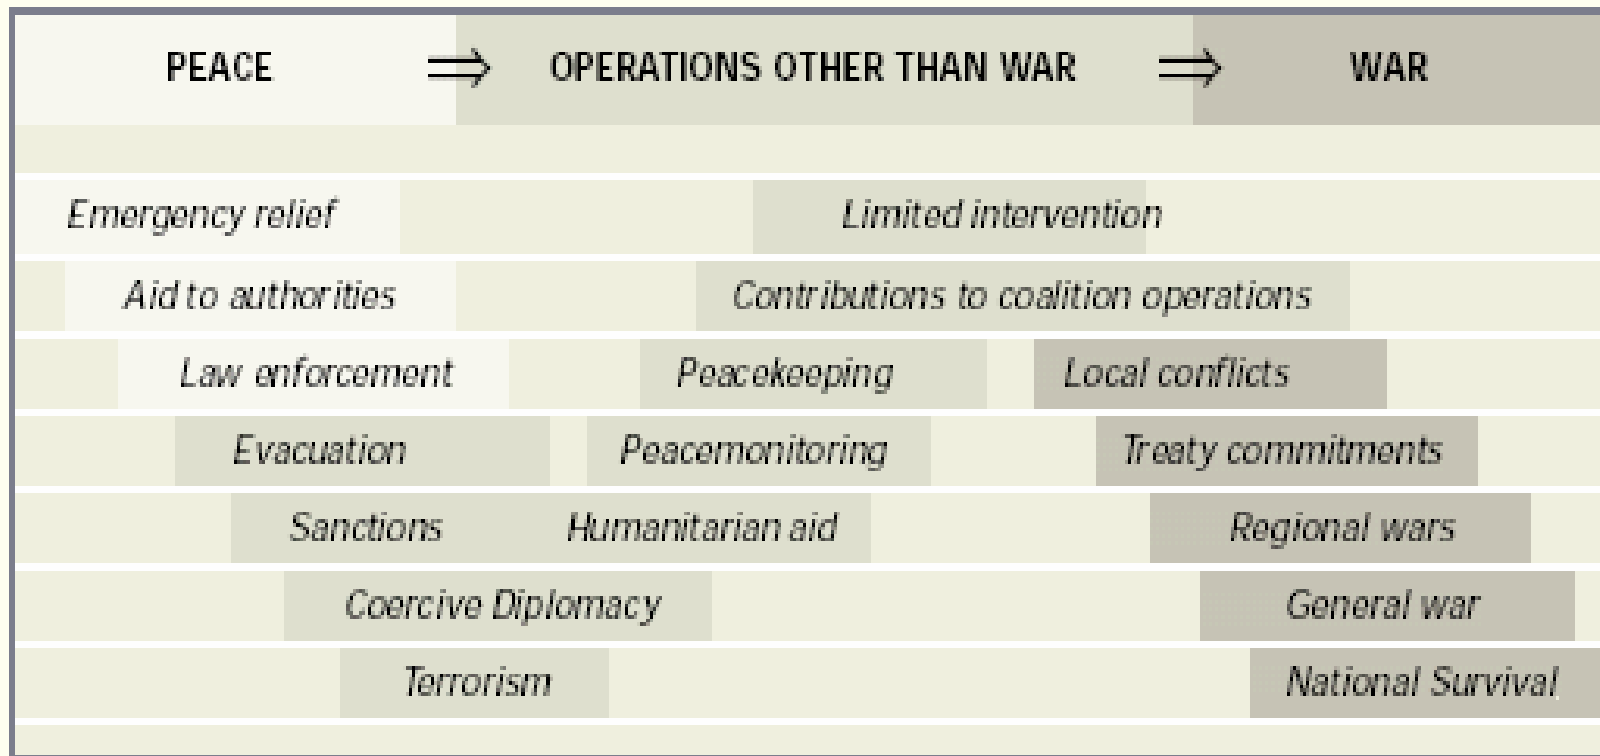 PEACE ⇒ OPERATIONS OTHER THAN WAR ⇒ WAR
Emergency relief Limited intervention
Aid to authorities Contributions to coalition operations
Law enforcement Peacekeeping Local conflicts
Evacuation Peacemonitoring Treaty commitments
Sanctions Humanitarian aid Regional wars
Coercive Diplomacy General war
Terrorism National Survival